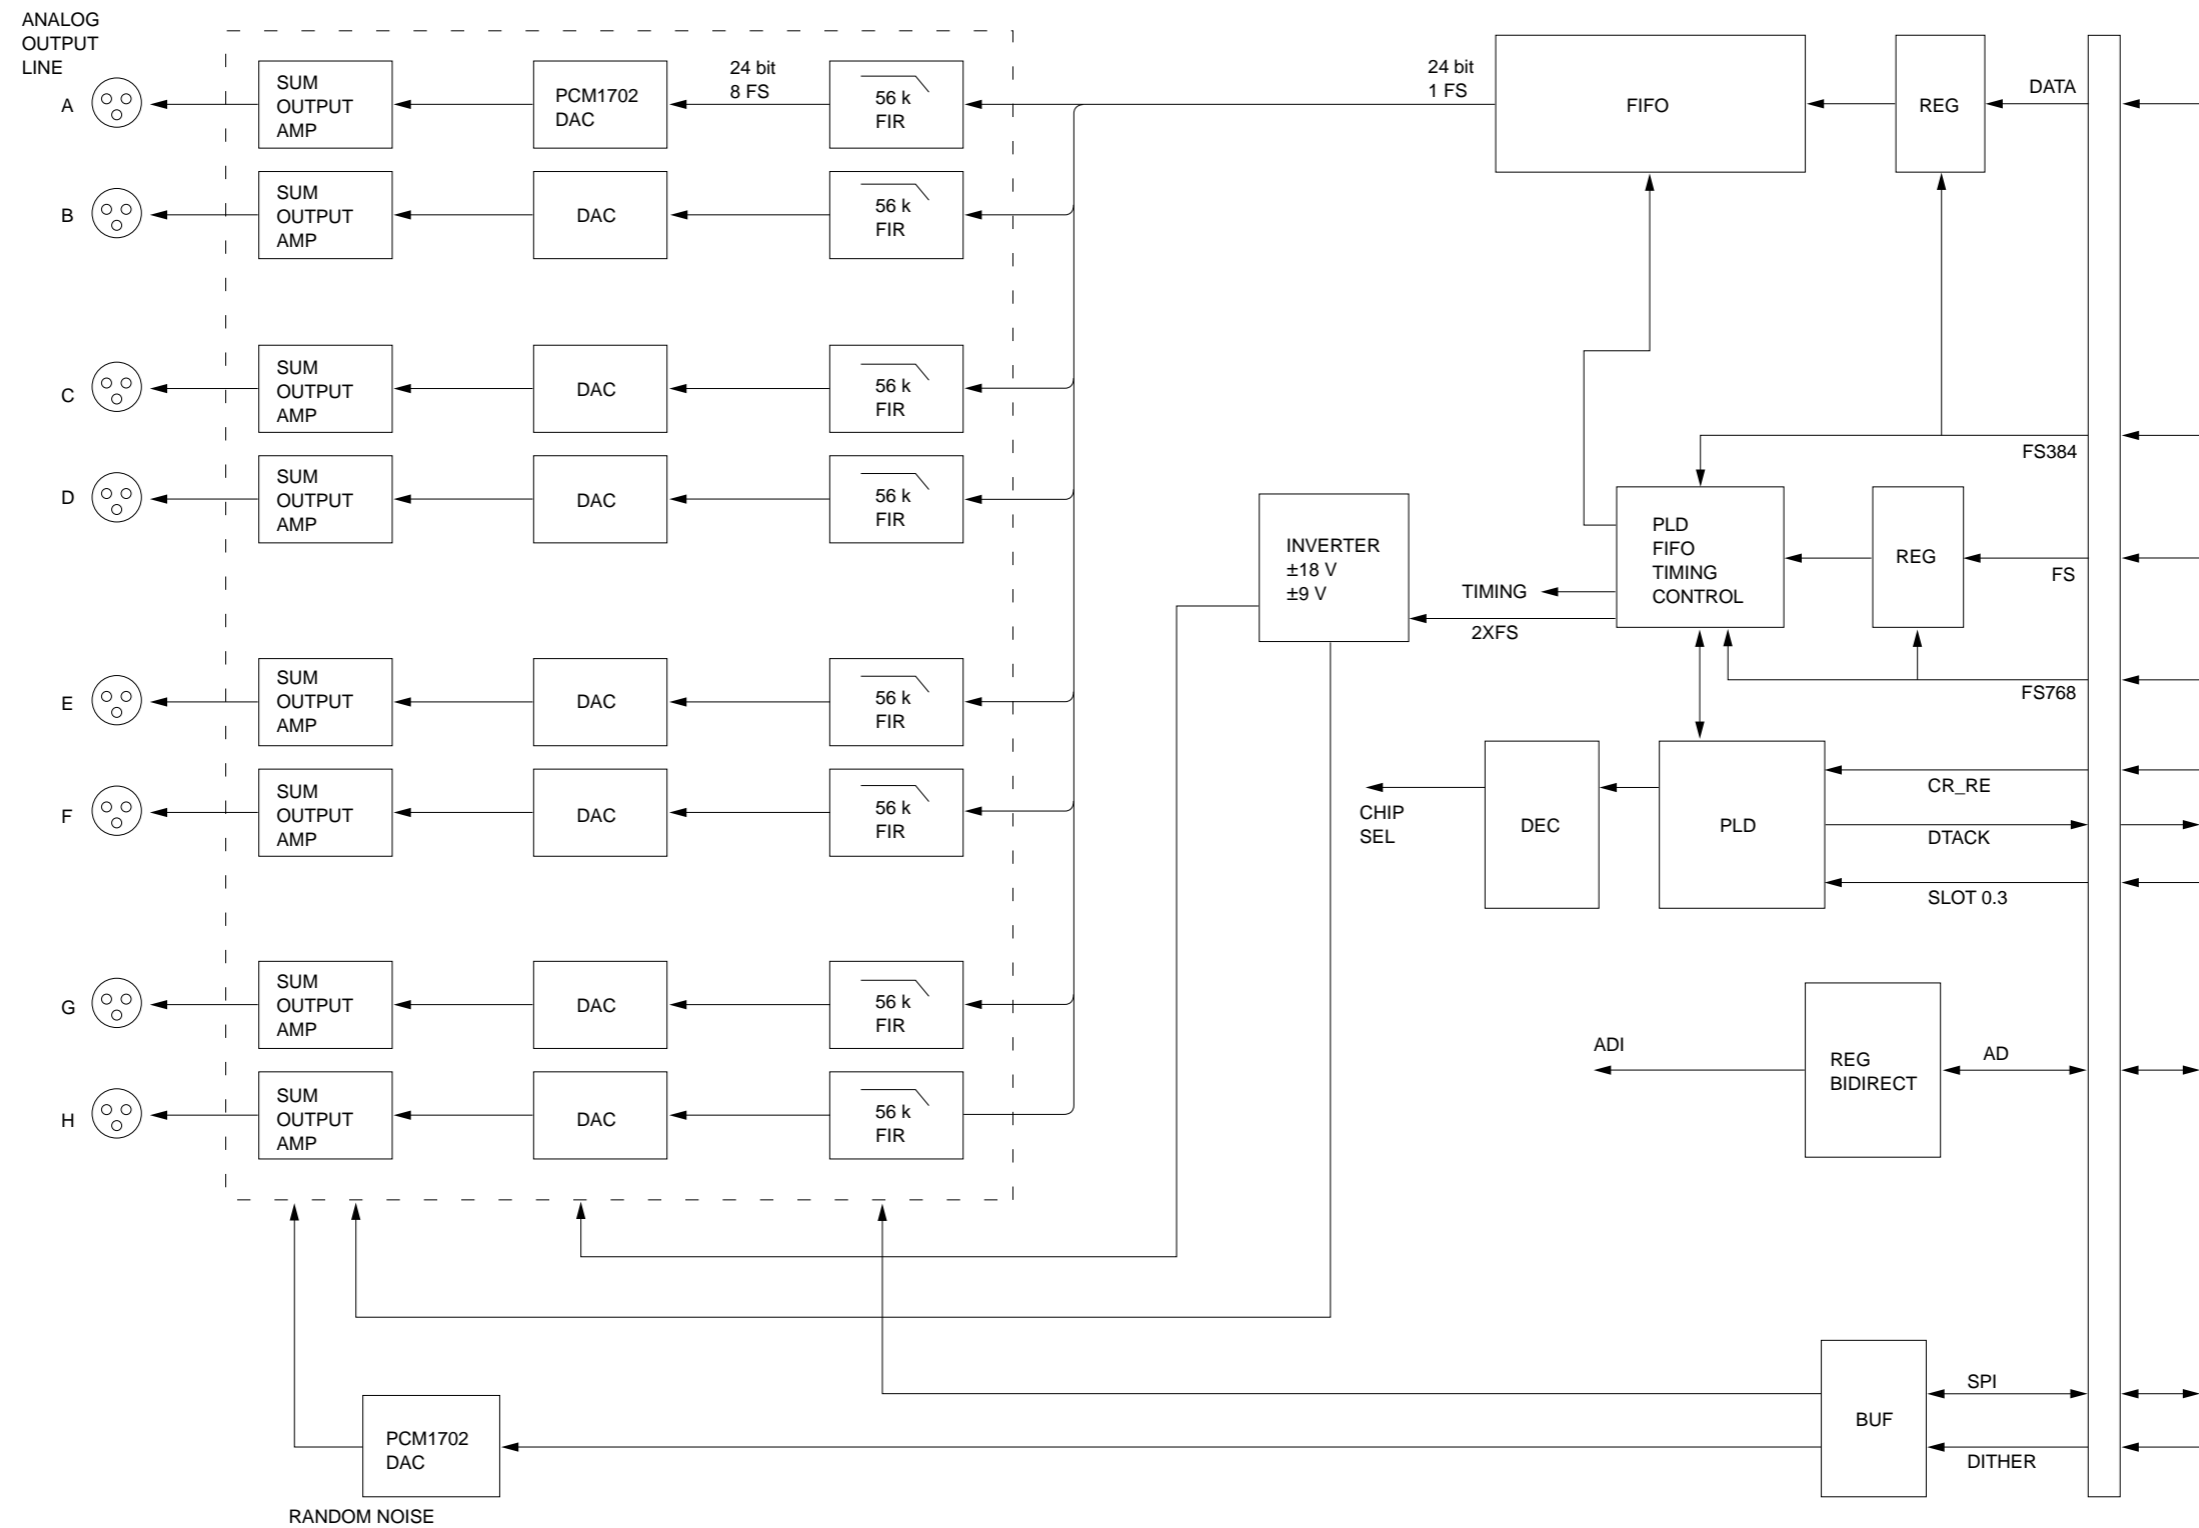 ANALOG
OUTPUT
LINE
A
SUM
OUTPUT
AMP
PCM1702
DAC
24 bit
8 FS
56 k
FIR
24 bit
1 FS
FIFO
REG
DATA
B
SUM
OUTPUT
AMP
DAC
56 k
FIR
C
SUM
OUTPUT
AMP
DAC
56 k
FIR
FS384
D
SUM
OUTPUT
AMP
DAC
56 k
FIR
INVERTER
±18 V
±9 V
TIMING
2XFS
PLD
FIFO
TIMING
CONTROL
REG
FS
E
SUM
OUTPUT
AMP
DAC
56 k
FIR
FS768
F
SUM
OUTPUT
AMP
DAC
56 k
FIR
CHIP
SEL
DEC
PLD
CR_RE
DTACK
SLOT 0.3
G
SUM
OUTPUT
AMP
DAC
56 k
FIR
ADI
REG
BIDIRECT
AD
H
SUM
OUTPUT
AMP
DAC
56 k
FIR
BUF
SPI
DITHER
PCM1702
DAC
RANDOM NOISE